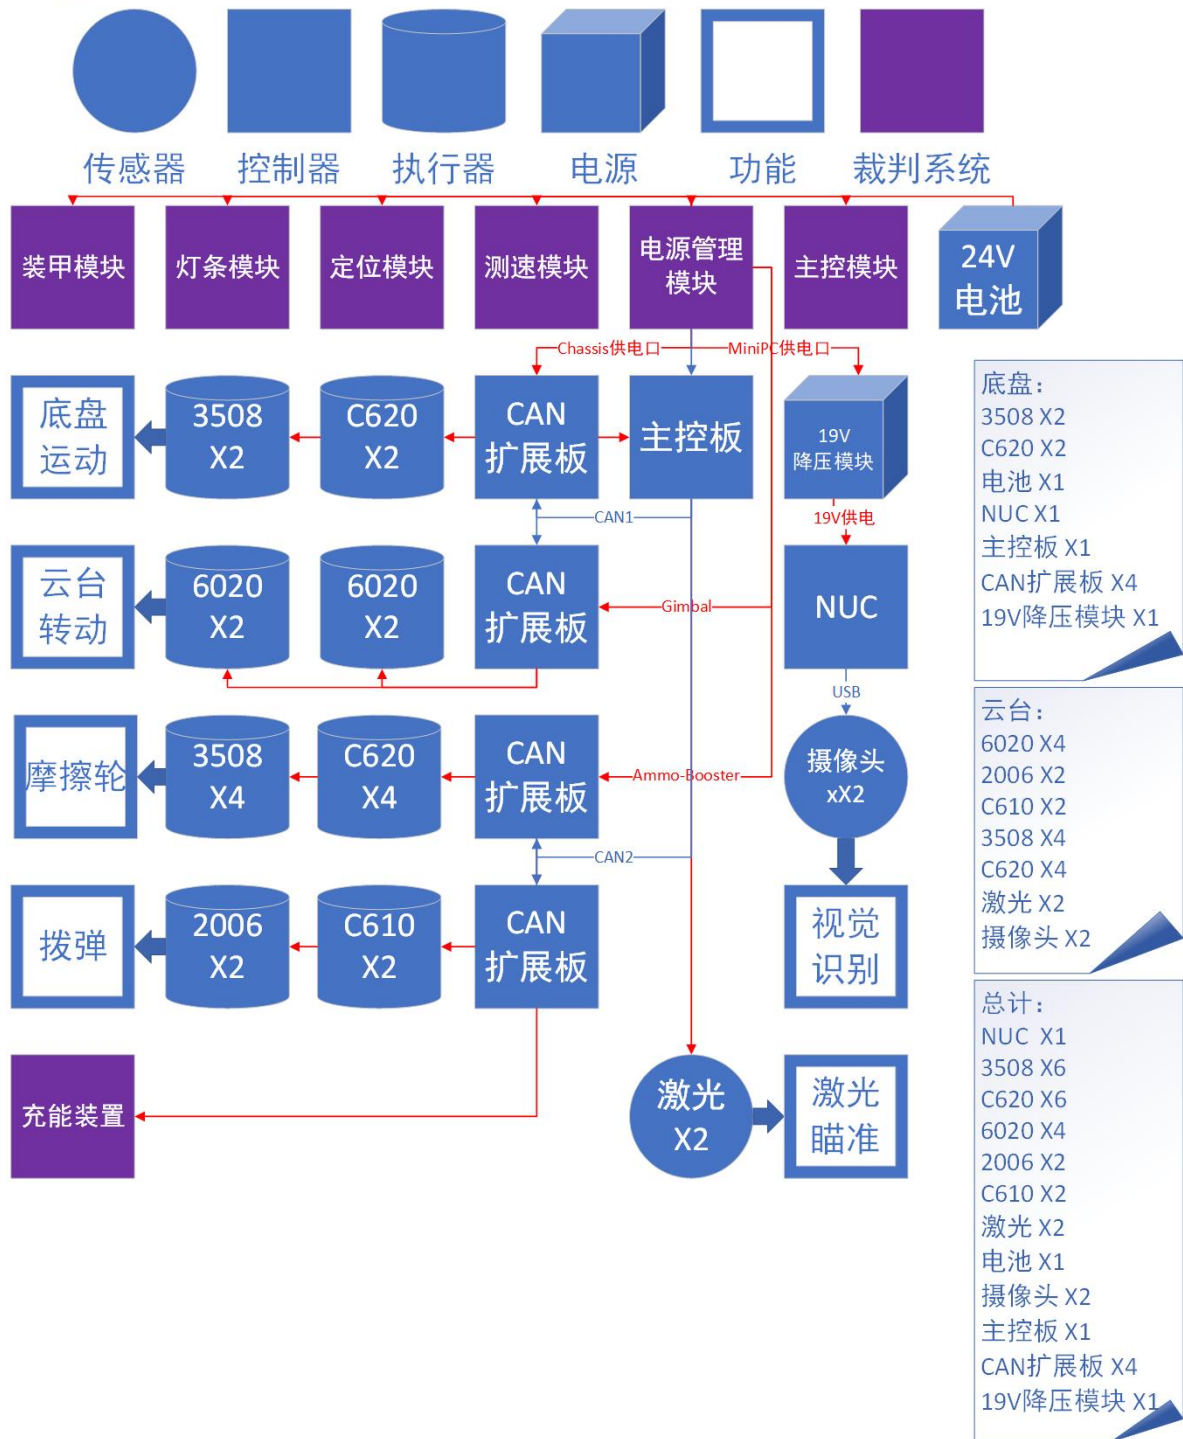 传感器
控制器
执行器
电源
功能
裁判系统
装甲模块
灯条模块
定位模块
测速模块
电源管理
模块
主控模块
24V
电池
Chassis供电口
MiniPC供电口
底盘
运动
3508
X2
C620
X2
CAN
扩展板
主控板
19V
降压模块
CAN1
19V供电
云台
转动
6020
X2
6020
X2
CAN
扩展板
Gimbal
NUC
USB
摩擦轮
3508
X4
C620
X4
CAN
扩展板
Ammo-Booster
摄像头
xX2
CAN2
拨弹
2006
X2
C610
X2
CAN
扩展板
视觉
识别
充能装置
激光
X2
激光
瞄准
底盘：
3508 X2
C620 X2
电池 X1
NUC X1
主控板 X1
CAN扩展板 X4
19V降压模块 X1
云台：
6020 X4
2006 X2
C610 X2
3508 X4
C620 X4
激光 X2
摄像头 X2
总计：
NUC X1
3508 X6
C620 X6
6020 X4
2006 X2
C610 X2
激光 X2
电池 X1
摄像头 X2
主控板 X1
CAN扩展板 X4
19V降压模块 X1